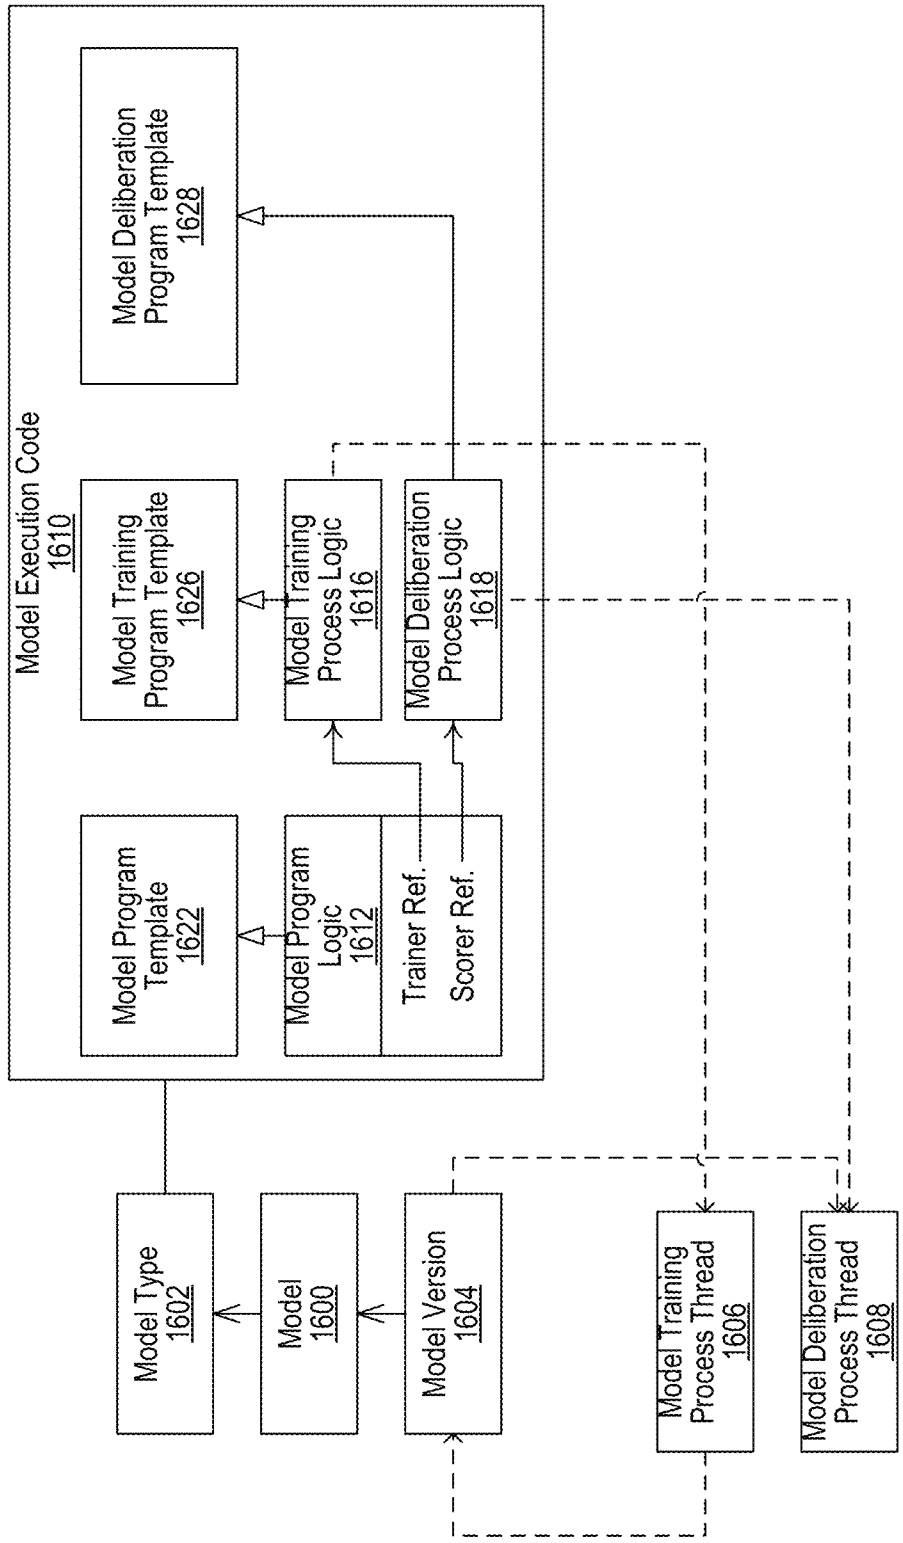 Model Execution Code
1610
Model Type
1602
Model Program
Template
1622
Model Training
Program Template
1626
Model Deliberation
Program Template
1628
Model
1600
Model Program
Logic
1612
Model Training
Process Logic
1616
Model Version
1604
Trainer Ref.
Scorer Ref.
Model Deliberation
Process Logic
1618
Model Training
Process Thread
1606
Model Deliberation
Process Thread
1608